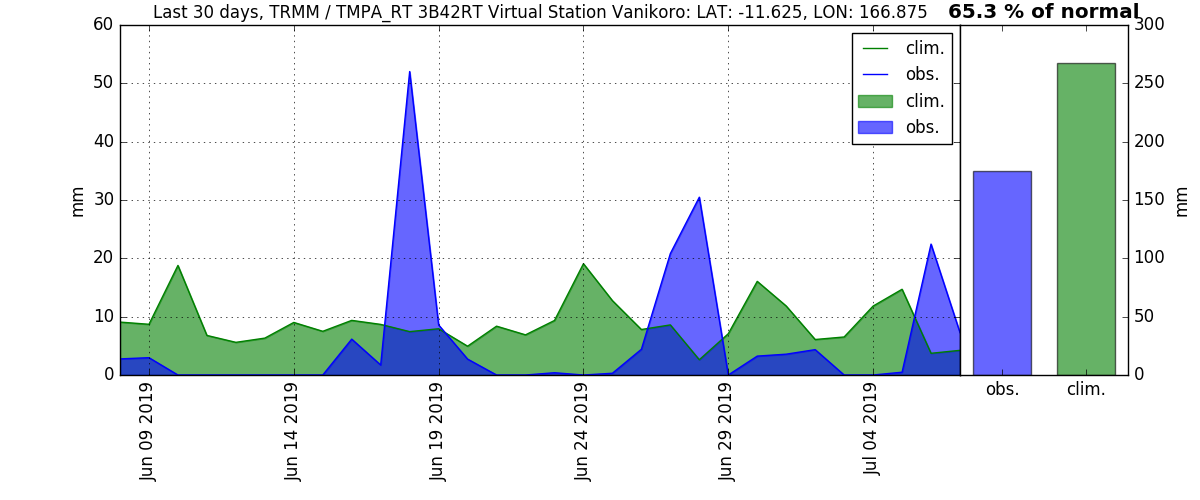 Last 30 days, TRMM / TMPA_RT 3B42RT Virtual Station Vanikoro: LAT: -11.625, LON: 166.875
65.3 % of normal
60
50
40
30
20
10
0
mm
clim.
obs.
clim.
obs.
Jun 09 2019
Jun 14 2019
Jun 19 2019
Jun 24 2019
Jun 29 2019
Jul 04 2019
300
250
200
150
100
50
0
mm
obs.
clim.